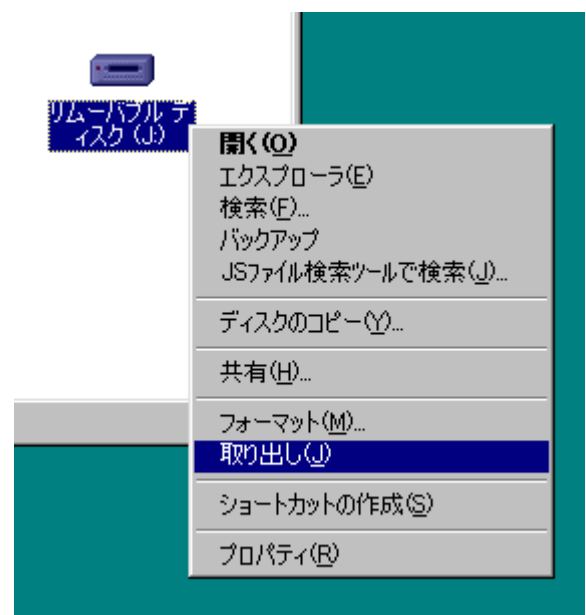 リムーバブル デ
ィスク (J:)
開く(O)
エクスプローラ(E)
検索(F)...
バックアップ
JSファイル検索ツールで検索(J)...
ディスクのコピー(Y)...
共有(H)...
フォーマット(M)...
取り出し(J)
ショートカットの作成(S)
プロパティ(R)